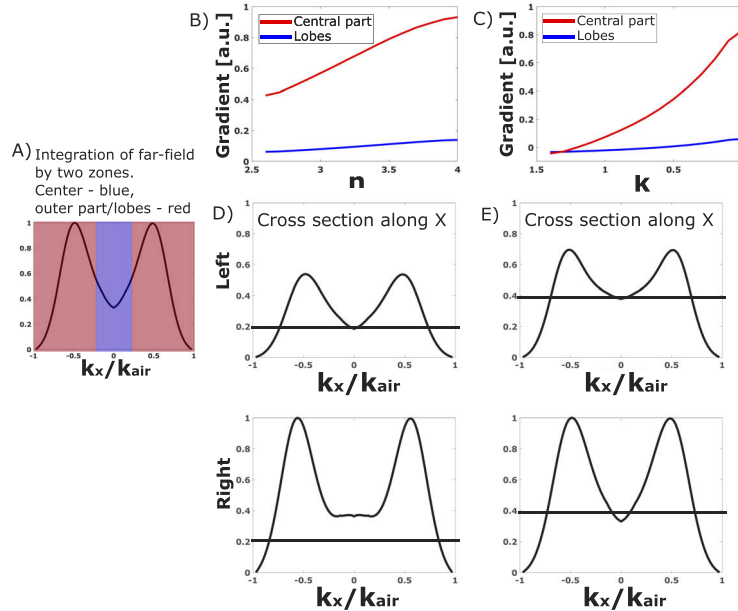 B)
Gradient [a.u.]
1
0.8
0.6
0.4
0.2
0
2.5
3
3.5
4
n
Central part
Lobes
C)
Gradient [a.u.]
1
0.8
0.6
0.4
0.2
0
1.5
1
0.5
0
k
Central part
Lobes
A)
Integration of far-field
by two zones.
Center - blue,
outer part/lobes - red
1
0.8
0.6
0.4
0.2
0
-1
-0.5
0
0.5
1
kx/kair
D)
Cross section along X
Left
1
0.8
0.6
0.4
0.2
0
-1
-0.5
0
0.5
1
kx/kair
E)
Cross section along X
1
0.8
0.6
0.4
0.2
0
-1
-0.5
0
0.5
1
kx/kair
Right
1
0.8
0.6
0.4
0.2
0
-1
-0.5
0
0.5
1
kx/kair
1
0.8
0.6
0.4
0.2
0
-1
-0.5
0
0.5
1
kx/kair